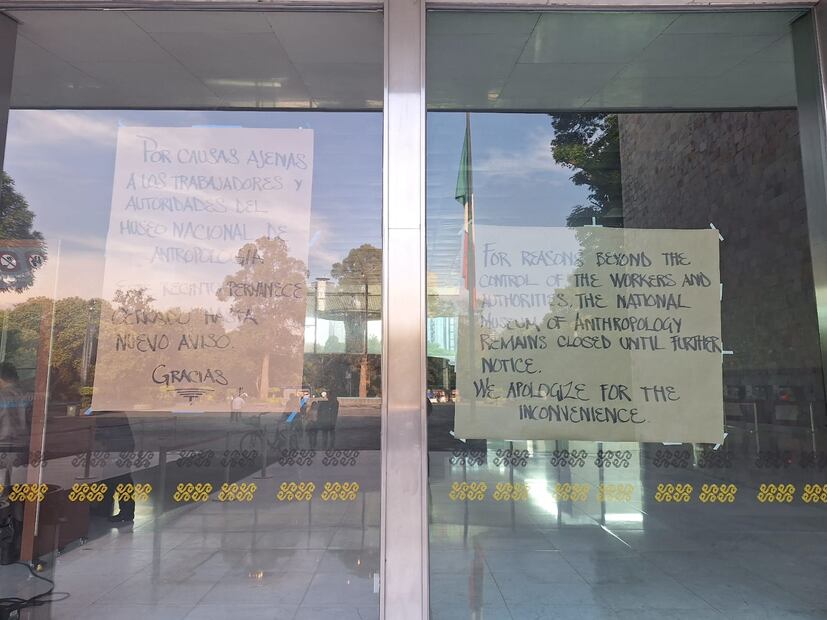 POR CAUSAS AJENAS
A LOS TRABAJADORES Y
AUTORIDADES DEL
MUSEO NACIONAL DE
ANTROPOLOGÍA
ESTE RECINTO PERMANECE
CERRADO HASTA
NUEVO AVISO.
GRACIAS
FOR REASONS BEYOND THE
CONTROL OF THE WORKERS AND
AUTHORITIES, THE NATIONAL
MUSEUM OF ANTHROPOLOGY
REMAINS CLOSED UNTIL FURTHER
NOTICE.
WE APOLOGIZE FOR THE
INCONVENIENCE.